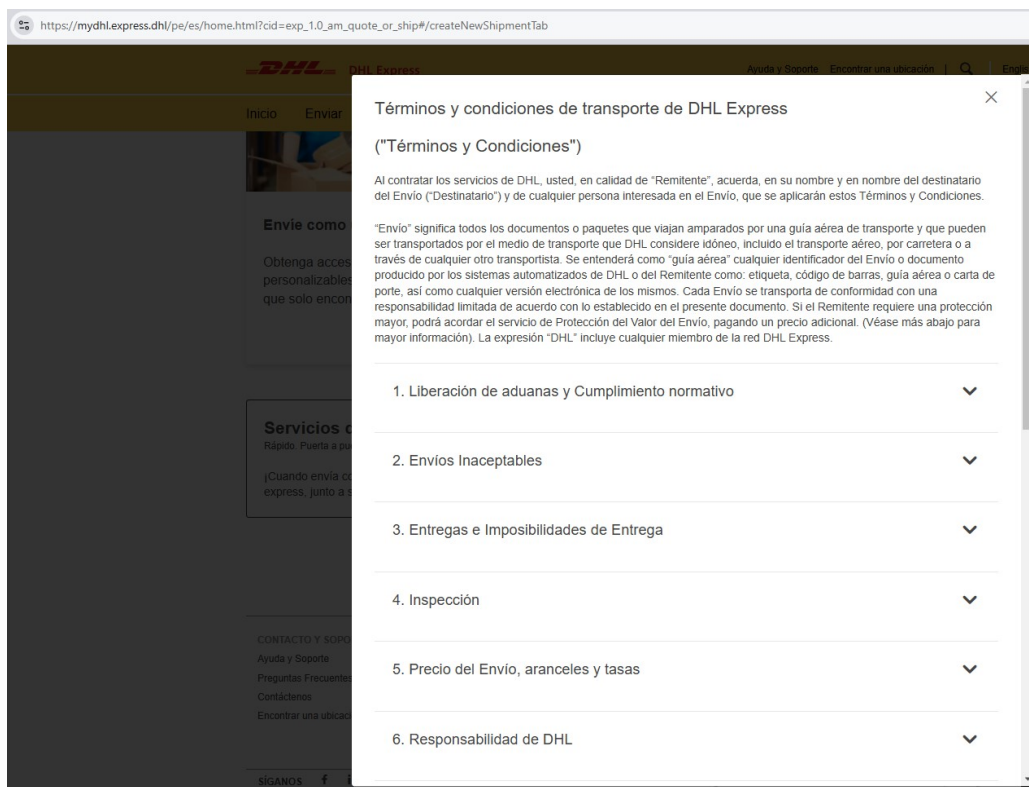 https://mydhl.express.dhl/pe/es/home.html?cid=exp_1.0_am_quote_or_ship#/createNewShipmentTab
DHL DHL Express
Ayuda y Soporte Encontrar una ubicación |
Inicio Enviar
Envíe como
Obtenga
personalizables
que solo
Servicios
Rápido. Puerta a
¡Cuando envía
express, junto a
CONTACTO Y
Ayuda y Soporte
Preguntas Frecuentes
Contáctenos
Encontrar una
SÍGANOS
Términos y condiciones de transporte de DHL Express
("Términos y Condiciones")
Al contratar los servicios de DHL, usted, en calidad de “Remitente”, acuerda, en su nombre y en nombre del destinatario
del Envío (“Destinatario”) y de cualquier persona interesada en el Envío, que se aplicarán estos Términos y Condiciones.
“Envío” significa todos los documentos o paquetes que viajan amparados por una guía aérea de transporte y que pueden
ser transportados por el medio de transporte que DHL considere idóneo, incluido el transporte aéreo, por carretera o a
través de cualquier otro transportista. Se entenderá como “guía aérea” cualquier identificador del Envío o documento
producido por los sistemas automatizados de DHL o del Remitente como: etiqueta, código de barras, guía aérea o carta de
porte, así como cualquier versión electrónica de los mismos. Cada Envío se transporta de conformidad con una
responsabilidad limitada de acuerdo con lo establecido en el presente documento. Si el Remitente requiere una protección
mayor, podrá acordar el servicio de Protección del Valor del Envío, pagando un precio adicional. (Véase más abajo para
mayor información). La expresión “DHL” incluye cualquier miembro de la red DHL Express.
1. Liberación de aduanas y Cumplimiento normativo
2. Envíos Inaceptables
3. Entregas e Imposibilidades de Entrega
4. Inspección
5. Precio del Envío, aranceles y tasas
6. Responsabilidad de DHL